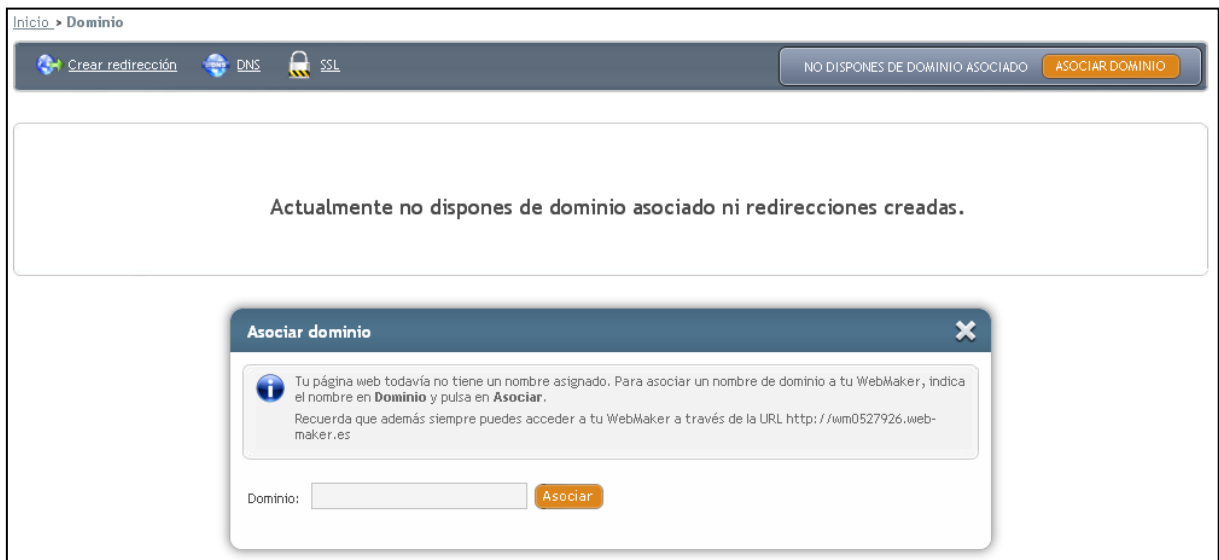 Inicio > Dominio
Crear redirección DNS SSL NO DISPONES DE DOMINIO ASOCIADO ASOCIAR DOMINIO
Actualmente no dispones de dominio asociado ni redirecciones creadas.
Asociar dominio
Tu página web todavía no tiene un nombre asignado. Para asociar un nombre de dominio a tu WebMaker, indica
el nombre en Dominio y pulsa en Asociar.
Recuerda que además siempre puedes acceder a tu WebMaker a través de la URL http://wm0527926.web-
maker.es
Dominio: Asociar